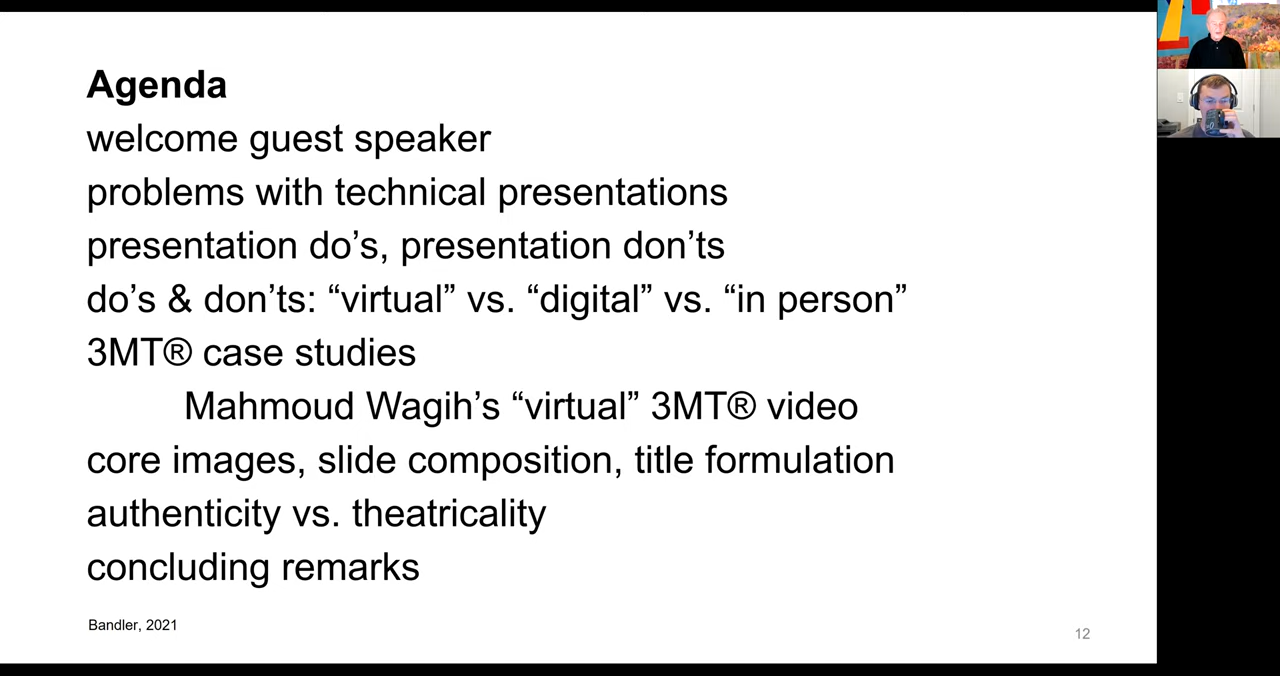 Agenda
welcome guest speaker
problems with technical presentations
presentation do’s, presentation don’ts
do’s & don’ts: “virtual” vs. “digital” vs. “in person”
3MT® case studies
Mahmoud Wagih’s “virtual” 3MT® video
core images, slide composition, title formulation
authenticity vs. theatricality
concluding remarks
Bandler, 2021
12